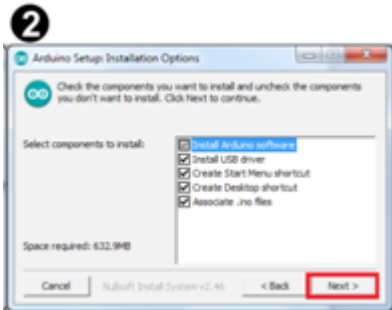 2
Arduino Setup: Installation Options
Check the components you want to install and uncheck the components
you don't want to install. Click Next to continue.
Select components to install:
Install Arduino software
Install USB driver
Create Start Menu shortcut
Create Desktop shortcut
Associate .ino files
Space required: 632.9MB
Cancel
Nullsoft Install System v2.46
< Back
Next >